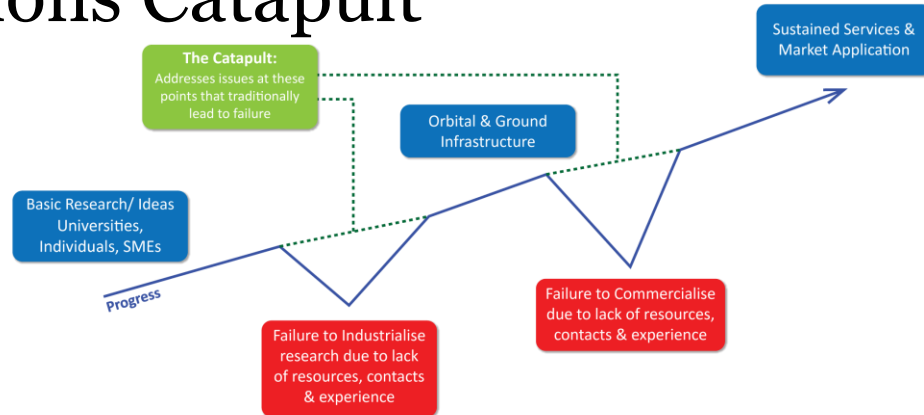 The Catapult:
Addresses issues at these
points that traditionally
lead to failure
Sustained Services &
Market Application
Orbital & Ground
Infrastructure
Basic Research/ Ideas
Universities,
Individuals, SMEs
Progress
Failure to Industrialise
research due to lack
of resources, contacts
& experience
Failure to Commercialise
due to lack of resources,
contacts & experience